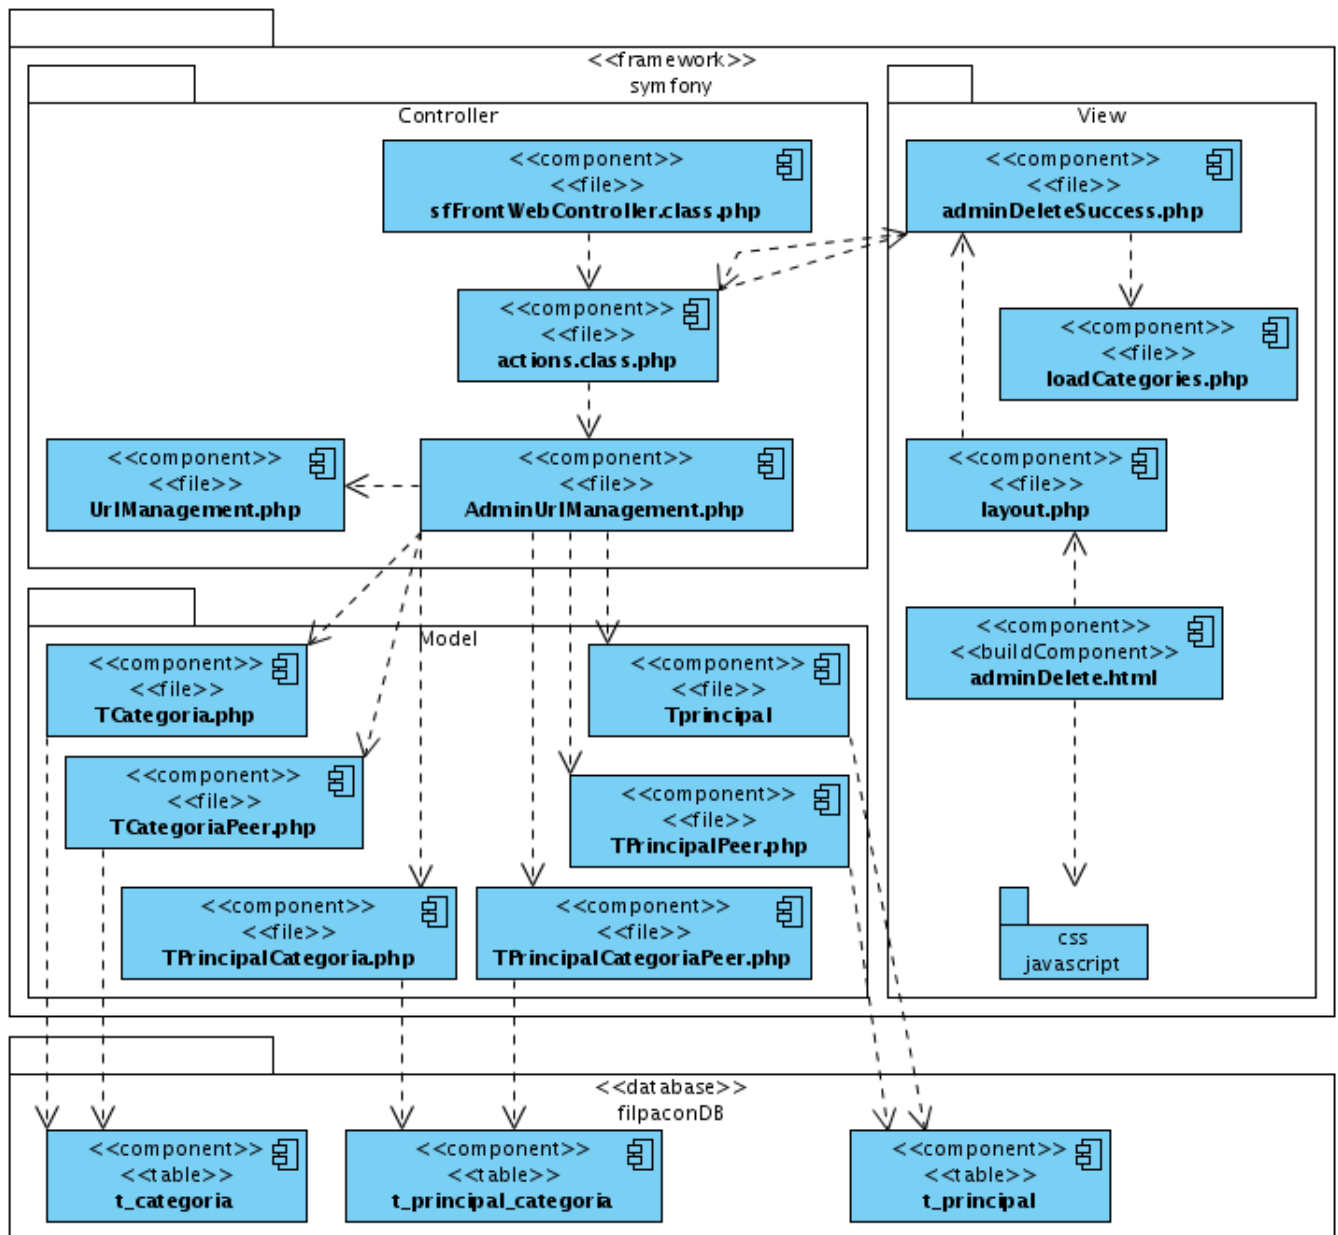 <<framework>>
symfony
Controller
<<component>>
<<file>>
sfFrontWebController.class.php
<<component>>
<<file>>
actions.class.php
<<component>>
<<file>>
UrlManagement.php
<<component>>
<<file>>
AdminUrlManagement.php
View
<<component>>
<<file>>
adminDeleteSuccess.php
<<component>>
<<file>>
loadCategories.php
<<component>>
<<file>>
layout.php
<<component>>
<<buildComponent>>
adminDelete.html
css
javascript
Model
<<component>>
<<file>>
TCategoria.php
<<component>>
<<file>>
Tprincipal
<<component>>
<<file>>
TCategoriaPeer.php
<<component>>
<<file>>
TPrincipalPeer.php
<<component>>
<<file>>
TPrincipalCategoria.php
<<component>>
<<file>>
TPrincipalCategoriaPeer.php
<<database>>
filpaconDB
<<component>>
<<table>>
t_categoria
<<component>>
<<table>>
t_principal_categoria
<<component>>
<<table>>
t_principal